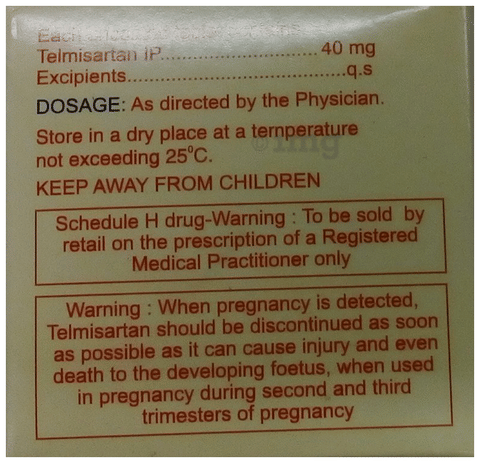 Each
Telmisartan IP............................ 40 mg
Excipients......................................q.s
DOSAGE: As directed by the Physician.
Store in a dry place at a ternperature
not exceeding 25⁰C.
KEEP AWAY FROM CHILDREN
Schedule H drug-Warning : To be sold by
retail on the prescription of a Registered
Medical Practitioner only
Warning : When pregnancy is detected,
Telmisartan should be discontinued as soon
as possible as it can cause injury and even
death to the developing foetus, when used
in pregnancy during second and third
trimesters of pregnancy